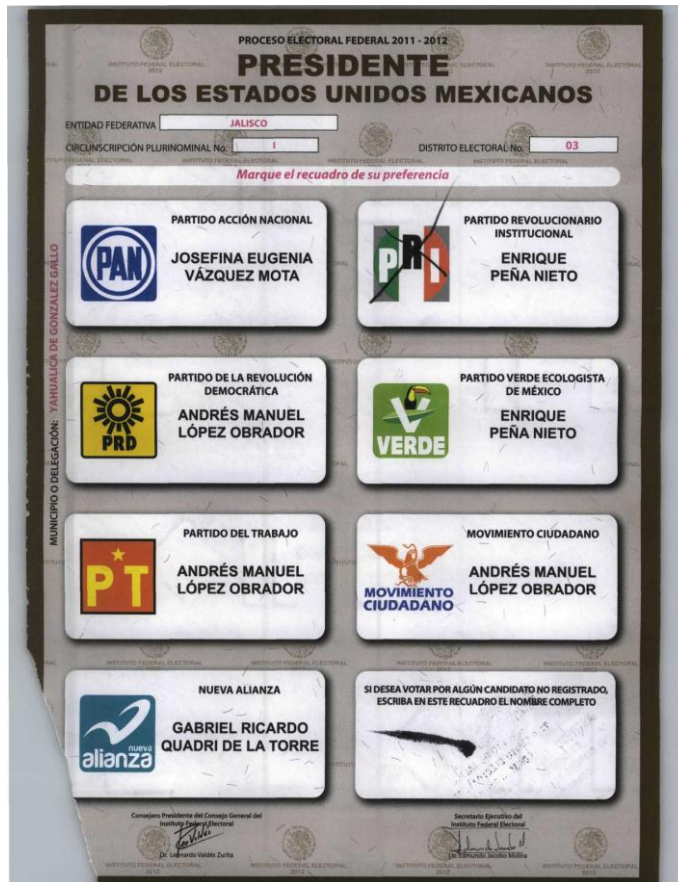 PROCESO ELECTORAL FEDERAL 2011 - 2012
PRESIDENTE
DE LOS ESTADOS UNIDOS MEXICANOS
ENTIDAD FEDERATIVA JALISCO
CIRCUNSCRIPCIÓN PLURINOMINAL No. I DISTRITO ELECTORAL No. 03
Marque el recuadro de su preferencia
MUNICIPIO O DELEGACIÓN: YAHUALICA DE GONZALEZ GALLO
PAN
PARTIDO ACCIÓN NACIONAL
JOSEFINA EUGENIA
VÁZQUEZ MOTA
PRI
PARTIDO REVOLUCIONARIO
INSTITUCIONAL
ENRIQUE
PEÑA NIETO
PRD
PARTIDO DE LA REVOLUCIÓN
DEMOCRÁTICA
ANDRÉS MANUEL
LÓPEZ OBRADOR
VERDE
PARTIDO VERDE ECOLOGISTA
DE MÉXICO
ENRIQUE
PEÑA NIETO
PT
PARTIDO DEL TRABAJO
ANDRÉS MANUEL
LÓPEZ OBRADOR
MOVIMIENTO
CIUDADANO
MOVIMIENTO CIUDADANO
ANDRÉS MANUEL
LÓPEZ OBRADOR
nueva
alianza
NUEVA ALIANZA
GABRIEL RICARDO
QUADRI DE LA TORRE
SI DESEA VOTAR POR ALGÚN CANDIDATO NO REGISTRADO,
ESCRIBA EN ESTE RECUADRO EL NOMBRE COMPLETO
Consejero Presidente del Consejo General del
Instituto Federal Electoral
Dr. Leonardo Valdés Zurita
Secretario Ejecutivo del
Instituto Federal Electoral
Lic. Edmundo Jacobo Molina
INSTITUTO FEDERAL ELECTORAL
2012